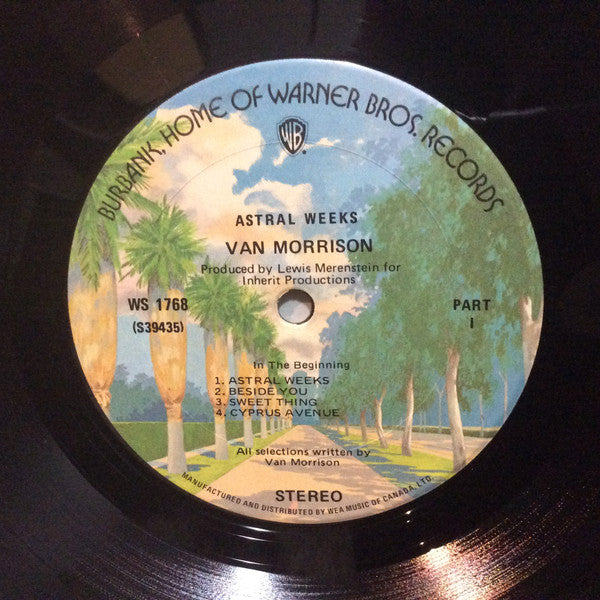 BURBANK, HOME OF WARNER BROS. RECORDS
WB
ASTRAL WEEKS
VAN MORRISON
Produced by Lewis Merenstein for
Inherit Productions
WS 1768
(S39435)
PART
I
In The Beginning
1. ASTRAL WEEKS
2. BESIDE YOU
3. SWEET THING
4. CYPRUS AVENUE
All selections written by
Van Morrison
STEREO
MANUFACTURED AND DISTRIBUTED BY WEA MUSIC OF CANADA, LTD.